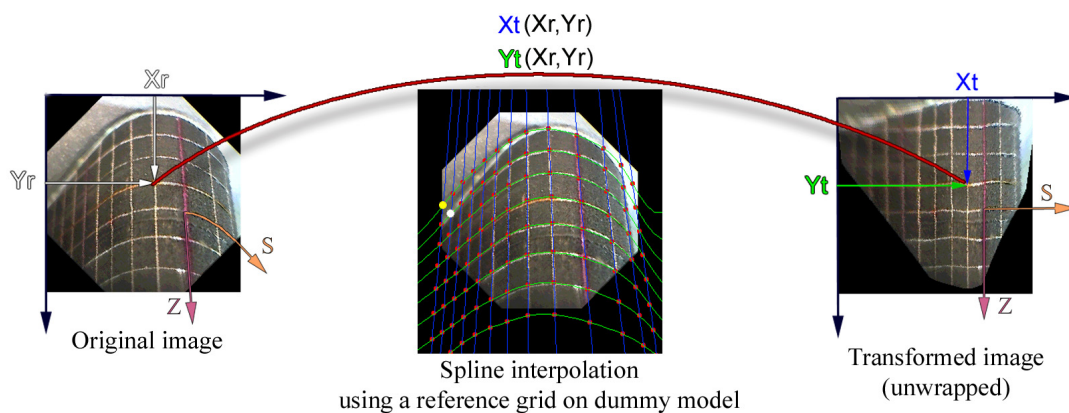 Xt(Xr,Yr)
Yt(Xr,Yr)
Xr
Yr
S
Z
Original image
Spline interpolation
using a reference grid on dummy model
Xt
Yt
S
Z
Transformed image
(unwrapped)